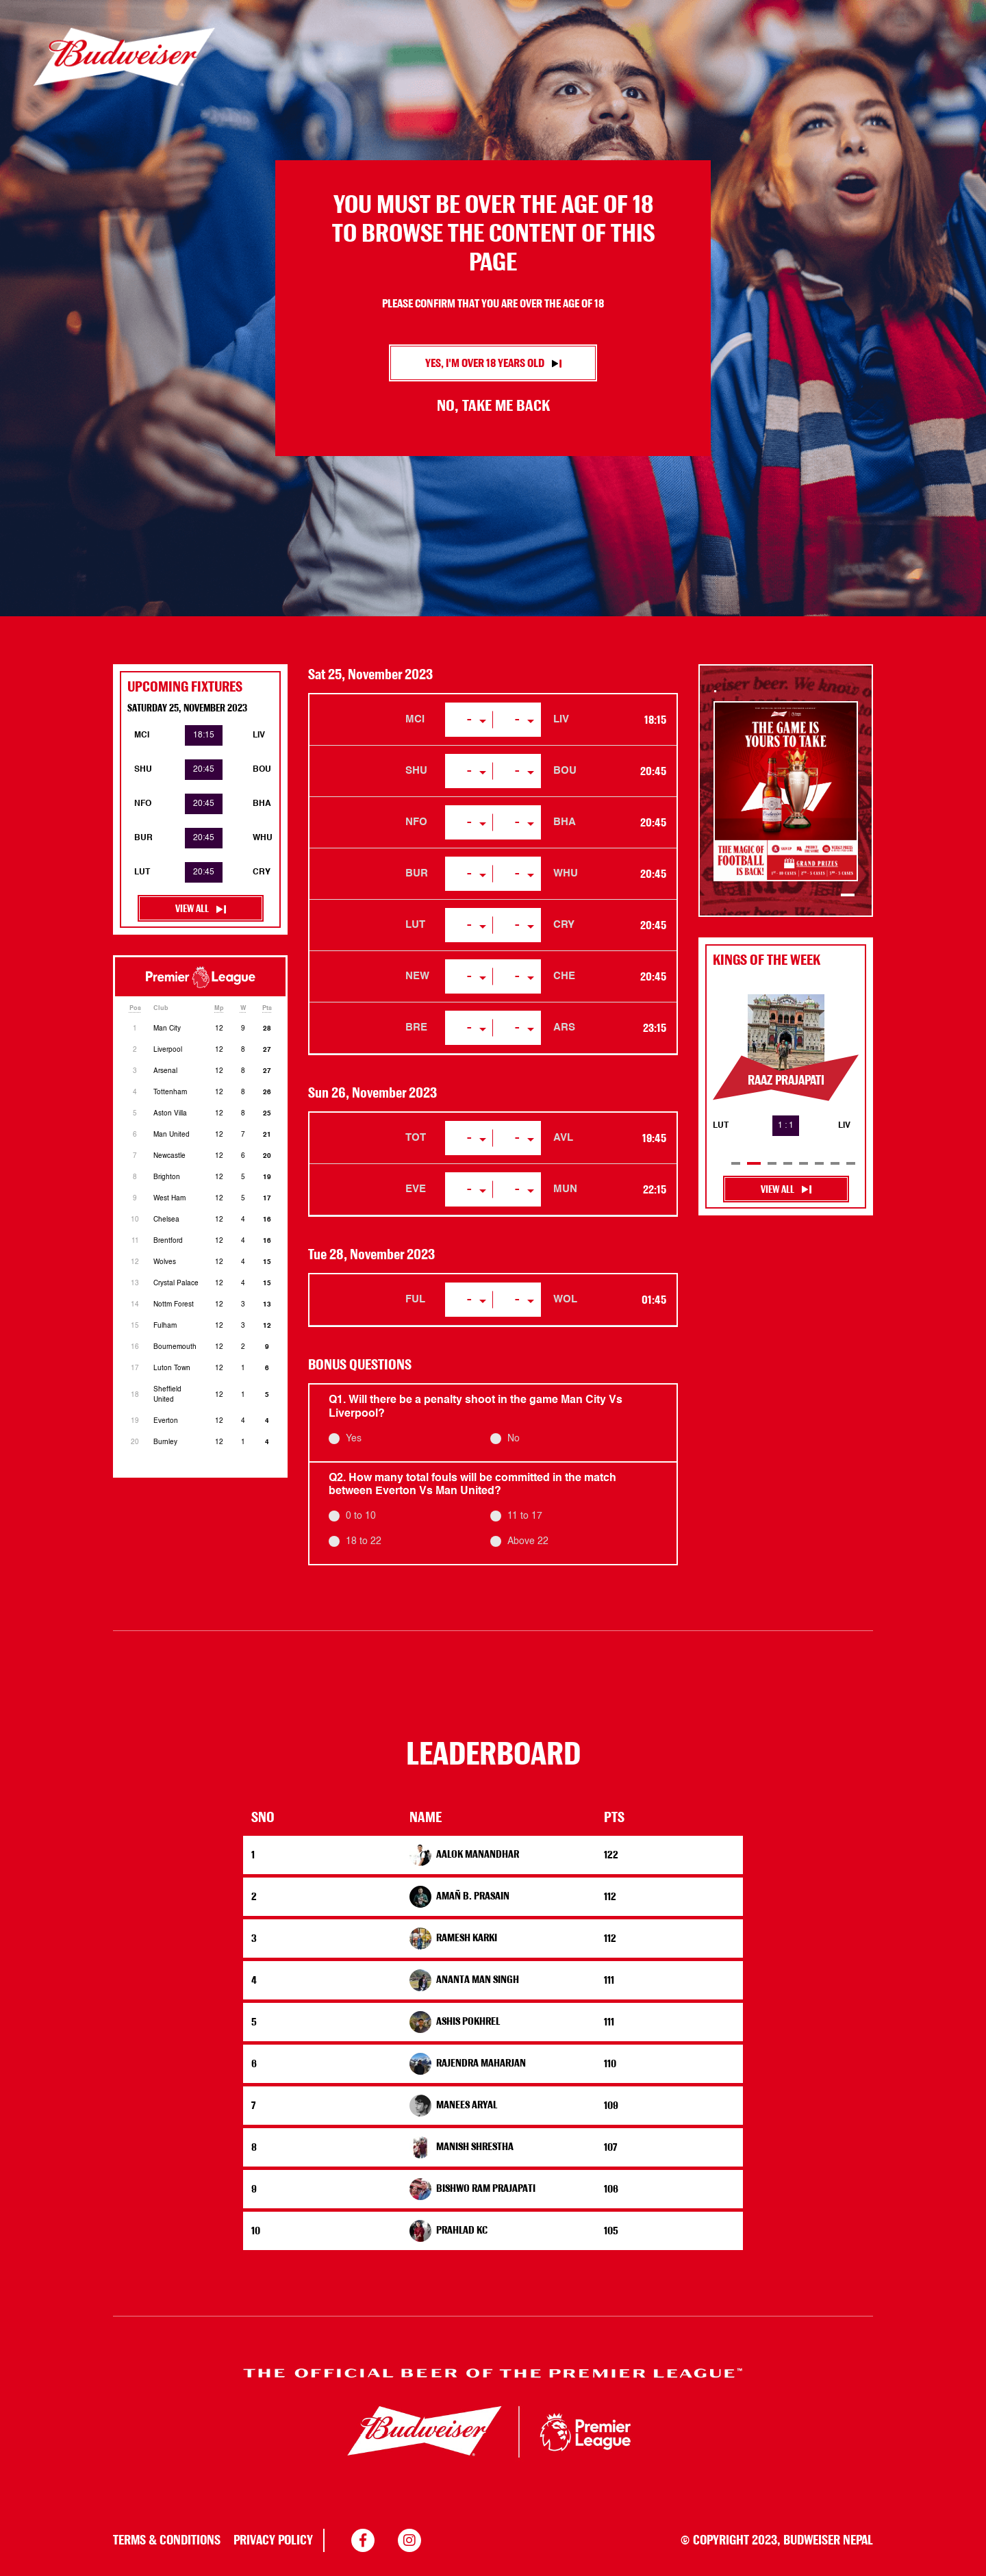 Budweiser
YOU MUST BE OVER THE AGE OF 18
TO BROWSE THE CONTENT OF THIS
PAGE
PLEASE CONFIRM THAT YOU ARE OVER THE AGE OF 18
YES, I'M OVER 18 YEARS OLD
NO, TAKE ME BACK
UPCOMING FIXTURES
SATURDAY 25, NOVEMBER 2023
MCI 18:15 LIV
SHU 20:45 BOU
NFO 20:45 BHA
BUR 20:45 WHU
LUT 20:45 CRY
VIEW ALL
Premier League
Pos Club Mp W Pts
1 Man City 12 9 28
2 Liverpool 12 8 27
3 Arsenal 12 8 27
4 Tottenham 12 8 26
5 Aston Villa 12 8 25
6 Man United 12 7 21
7 Newcastle 12 6 20
8 Brighton 12 5 19
9 West Ham 12 5 17
10 Chelsea 12 4 16
11 Brentford 12 4 16
12 Wolves 12 4 15
13 Crystal Palace 12 4 15
14 Nottm Forest 12 3 13
15 Fulham 12 3 12
16 Bournemouth 12 2 9
17 Luton Town 12 1 6
18 Sheffield United 12 1 5
19 Everton 12 4 4
20 Burnley 12 1 4
Sat 25, November 2023
MCI - - LIV 18:15
SHU - - BOU 20:45
NFO - - BHA 20:45
BUR - - WHU 20:45
LUT - - CRY 20:45
NEW - - CHE 20:45
BRE - - ARS 23:15
Sun 26, November 2023
TOT - - AVL 19:45
EVE - - MUN 22:15
Tue 28, November 2023
FUL - - WOL 01:45
BONUS QUESTIONS
Q1. Will there be a penalty shoot in the game Man City Vs
Liverpool?
Yes No
Q2. How many total fouls will be committed in the match
between Everton Vs Man United?
0 to 10 11 to 17
18 to 22 Above 22
THE GAME IS
YOURS TO TAKE
THE MAGIC OF
FOOTBALL
IS BACK!
GRAND PRIZES
KINGS OF THE WEEK
RAAZ PRAJAPATI
LUT 1 : 1 LIV
VIEW ALL
LEADERBOARD
SNO NAME PTS
1 AALOK MANANDHAR 122
2 AMAÑ B. PRASAIN 112
3 RAMESH KARKI 112
4 ANANTA MAN SINGH 111
5 ASHIS POKHREL 111
6 RAJENDRA MAHARJAN 110
7 MANEES ARYAL 109
8 MANISH SHRESTHA 107
9 BISHWO RAM PRAJAPATI 106
10 PRAHLAD KC 105
THE OFFICIAL BEER OF THE PREMIER LEAGUE™
Budweiser
Premier
League
TERMS & CONDITIONS PRIVACY POLICY
© COPYRIGHT 2023, BUDWEISER NEPAL